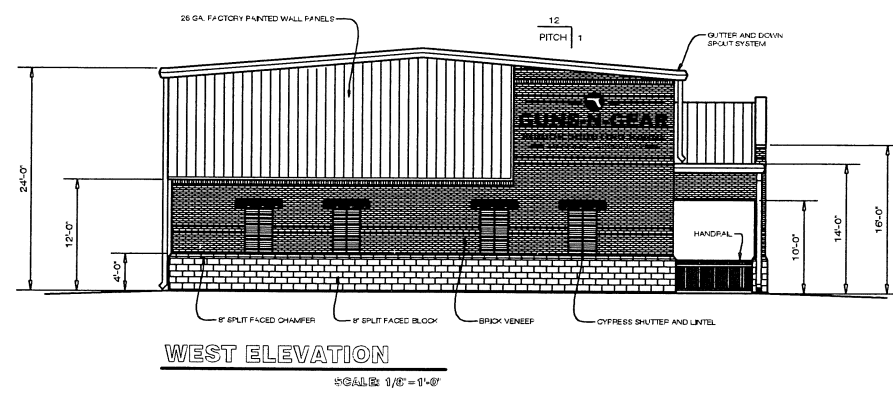 26 GA. FACTORY PAINTED WALL PANELS
12
PITCH 1
GUTTER AND DOWN
SPOUT SYSTEM
GUNS-N-GEAR
24'-0"
12'-0"
4'-0"
HANDRAIL
10'-0"
14'-0"
16'-0"
8" SPLIT FACED CHAMFER
8" SPLIT FACED BLOCK
BRICK VENEER
CYPRESS SHUTTER AND LINTEL
WEST ELEVATION
SCALE: 1/8"=1'-0"